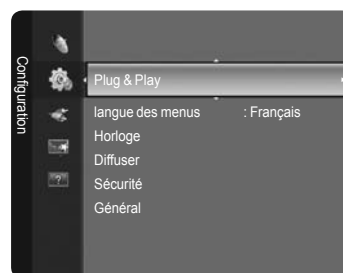 Configuration
Plug & Play
langue des menus : Français
Horloge
Diffuser
Sécurité
Général